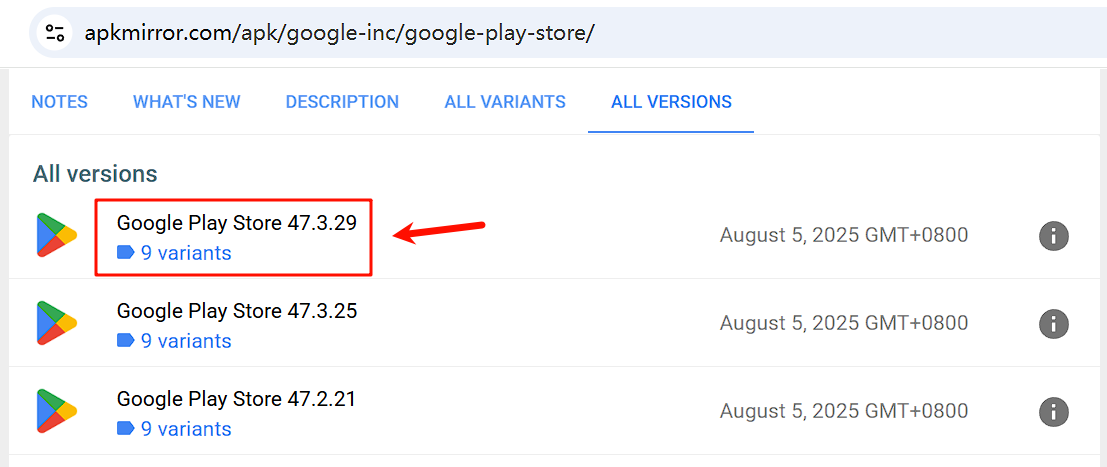 apkmirror.com/apk/google-inc/google-play-store/
NOTES WHAT'S NEW DESCRIPTION ALL VARIANTS ALL VERSIONS
All versions
Google Play Store 47.3.29
9 variants
August 5, 2025 GMT+0800
Google Play Store 47.3.25
9 variants
August 5, 2025 GMT+0800
Google Play Store 47.2.21
9 variants
August 5, 2025 GMT+0800